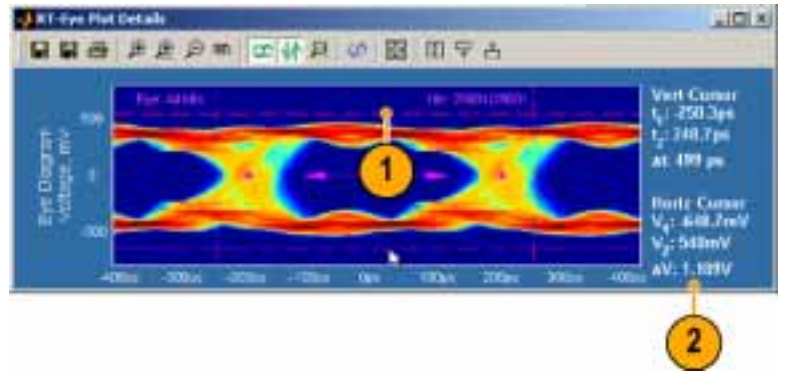 RT-Eye Plot Details
Vert Cursor
t1: -250.3ps
t2: 248.7ps
Δt: 499 ps
500
1
0
Eye Diagram
Voltage, mV
Horiz Cursor
V1: -648.7mV
V2: 540mV
-500
ΔV: 1.189V
-400ps -300ps -200ps -100ps 0ps 100ps 200ps 300ps 400ps
2